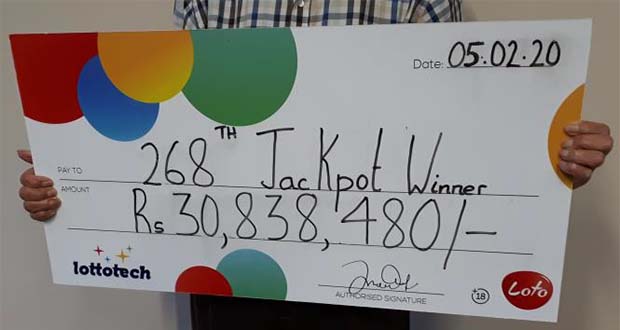 Date: 05.02.20
PAY TO 268TH Jackpot Winner
AMOUNT Rs 30,838,480/-
lottotech
AUTHORISED SIGNATURE
+18
Loto